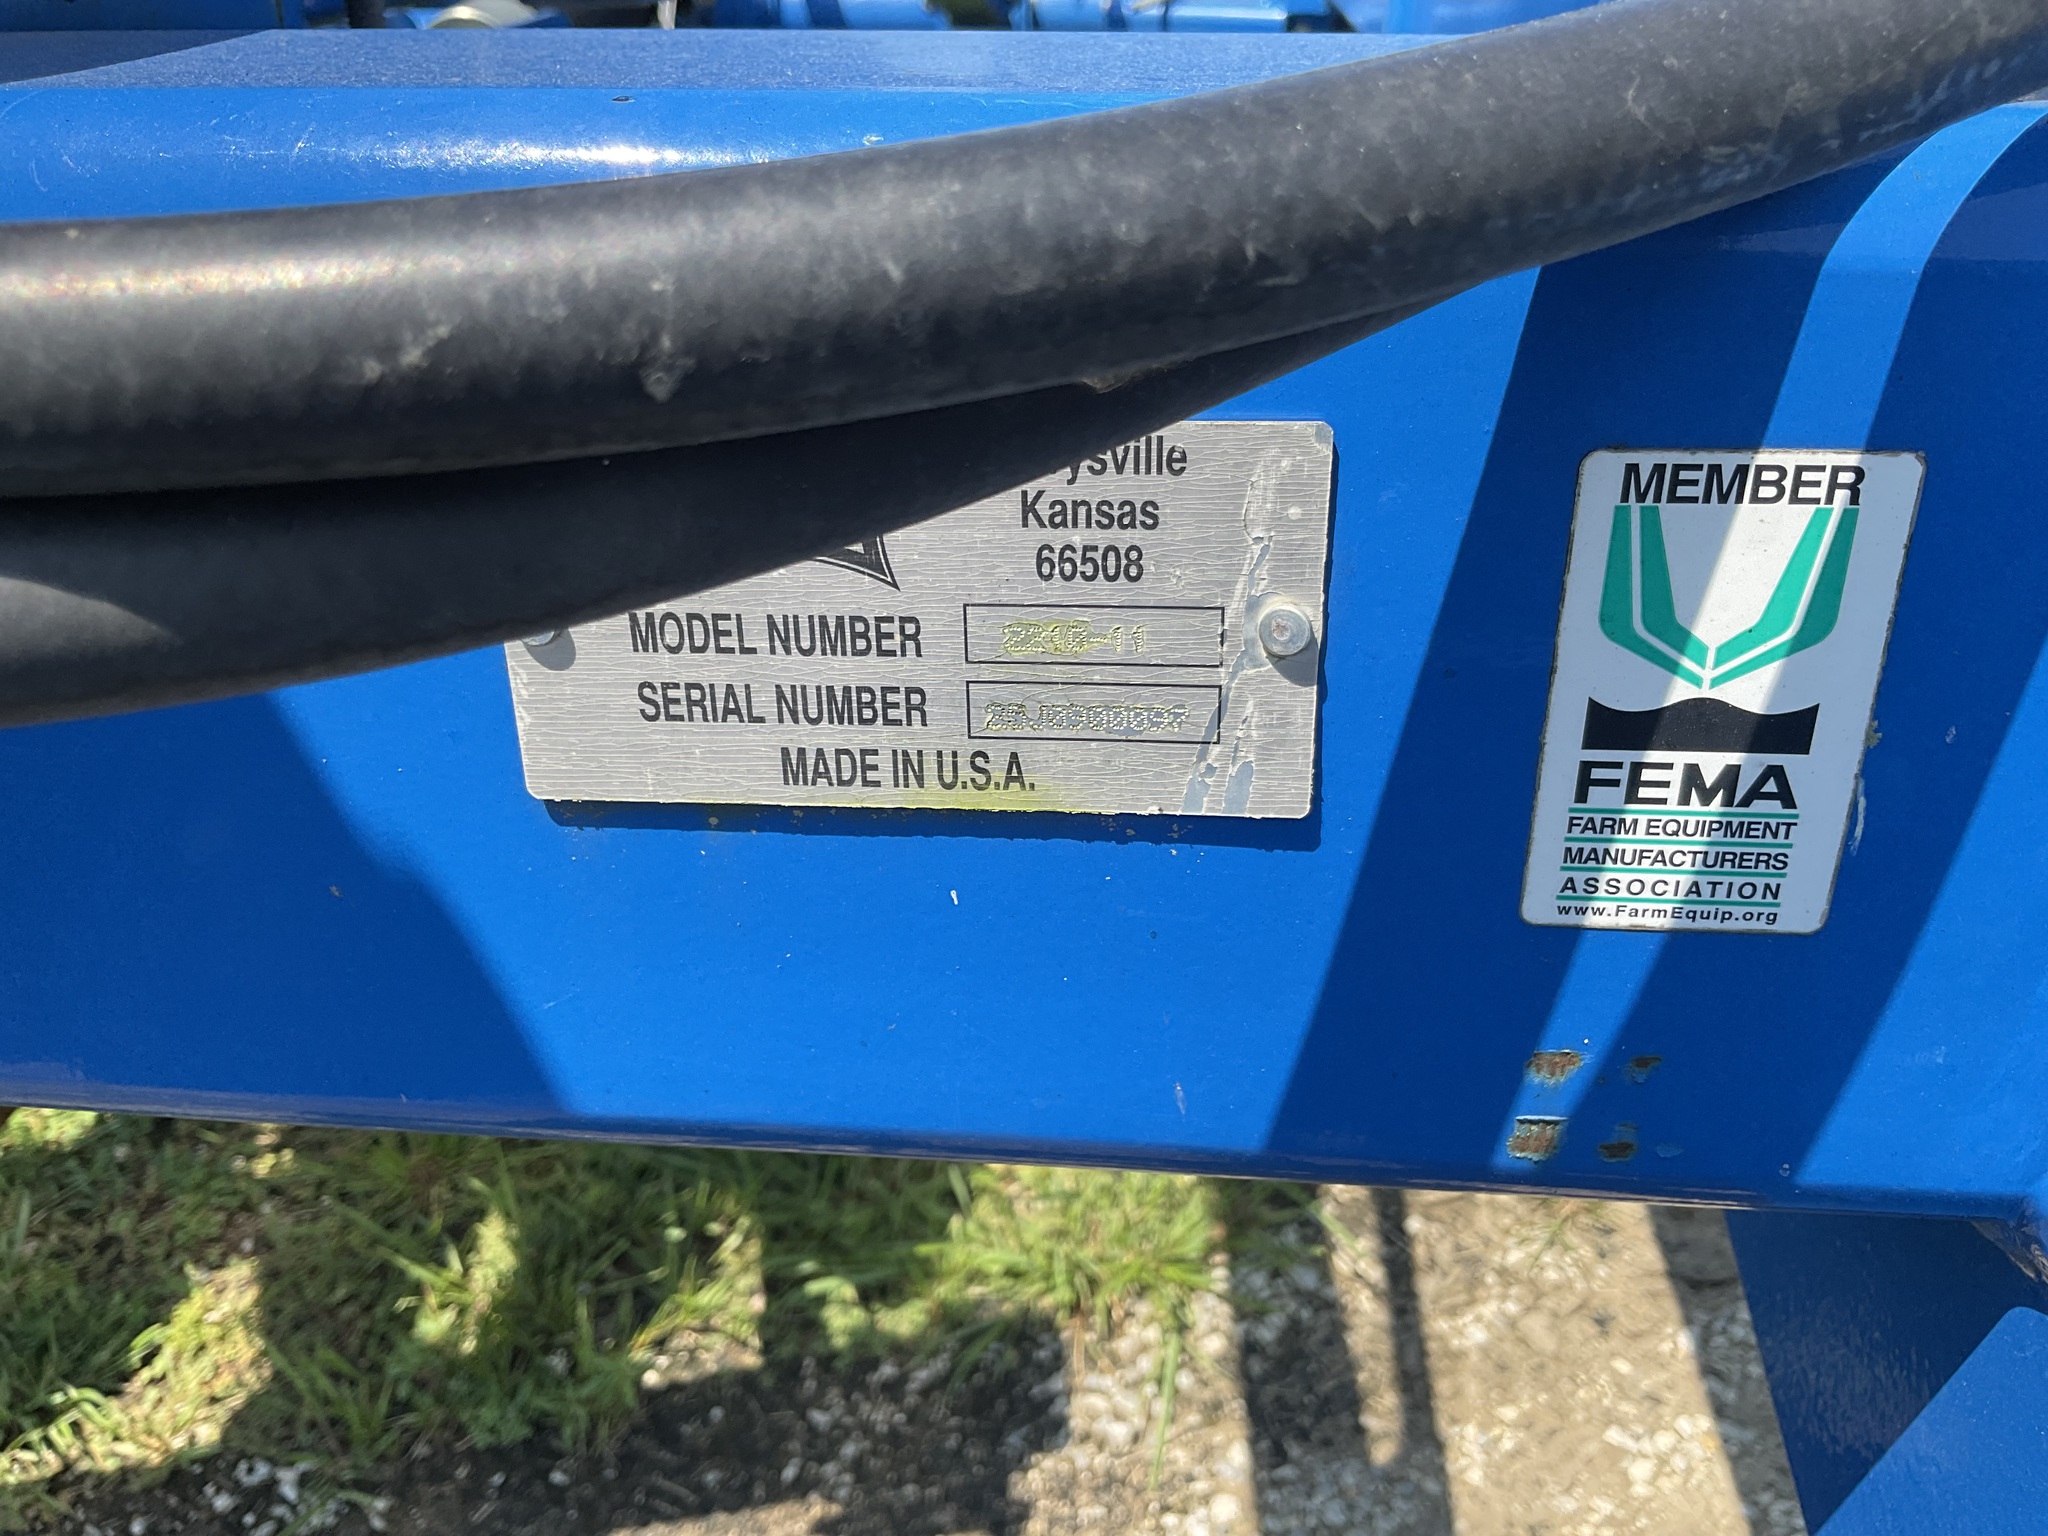 Kansas
66508
MODEL NUMBER
SERIAL NUMBER
MADE IN U.S.A.
MEMBER
FEMA
FARM EQUIPMENT
MANUFACTURERS
ASSOCIATION
www.FarmEquip.org